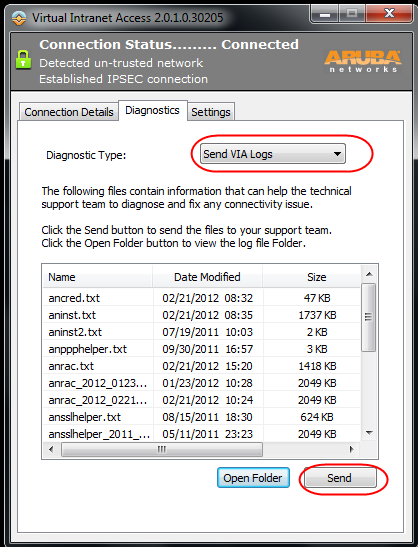 Virtual Intranet Access 2.0.1.0.30205
Connection Status......... Connected
Detected un-trusted network
Established IPSEC connection
ARUBA
networks
Connection Details Diagnostics Settings
Diagnostic Type: Send VIA Logs
The following files contain information that can help the technical
support team to diagnose and fix any connectivity issue.
Click the Send button to send the files to your support team.
Click the Open Folder button to view the log file Folder.
Name Date Modified Size
ancred.txt 02/21/2012 08:32 47 KB
aninst.txt 02/21/2012 08:35 1737 KB
aninst2.txt 07/19/2011 10:03 2 KB
anppphelper.txt 09/30/2011 16:57 3 KB
anrac.txt 02/21/2012 15:20 1418 KB
anrac_2012_0123... 01/23/2012 10:28 2049 KB
anrac_2012_0221... 02/21/2012 10:24 2049 KB
ansslhelper.txt 08/15/2011 18:30 624 KB
ansslhelper_2011_... 05/11/2011 23:23 2049 KB
Open Folder Send